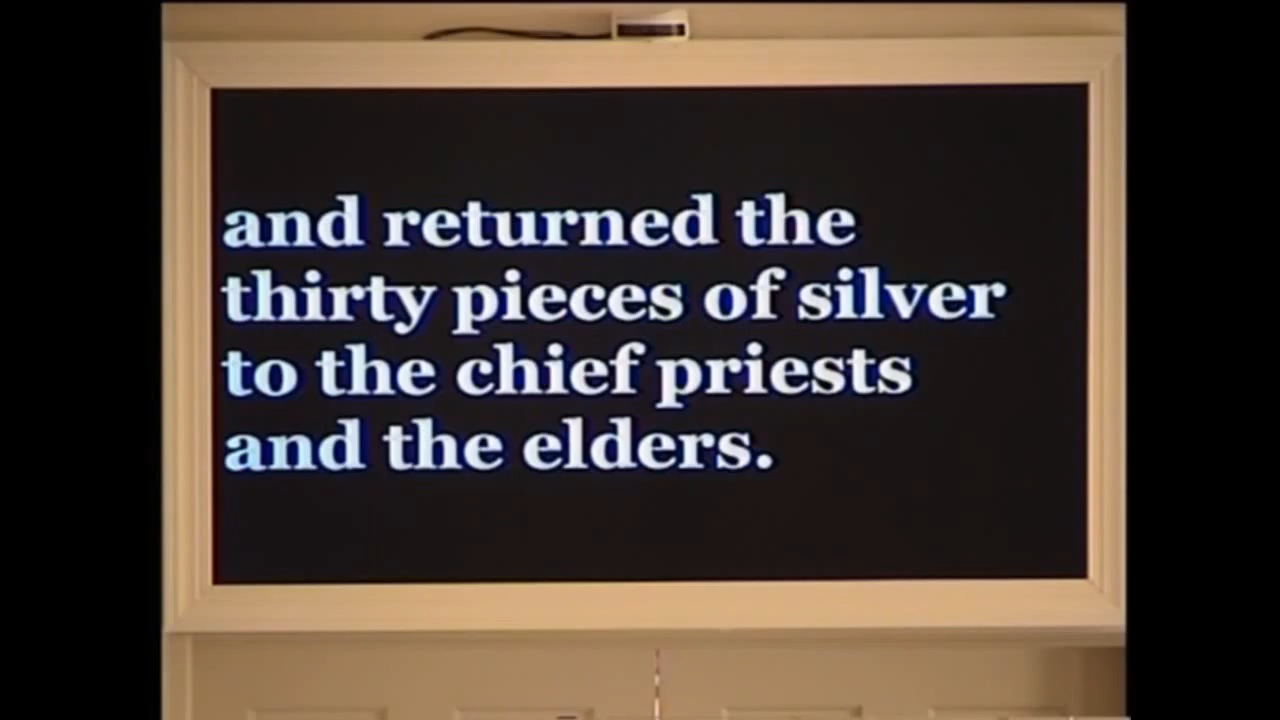 and returned the
thirty pieces of silver
to the chief priests
and the elders.